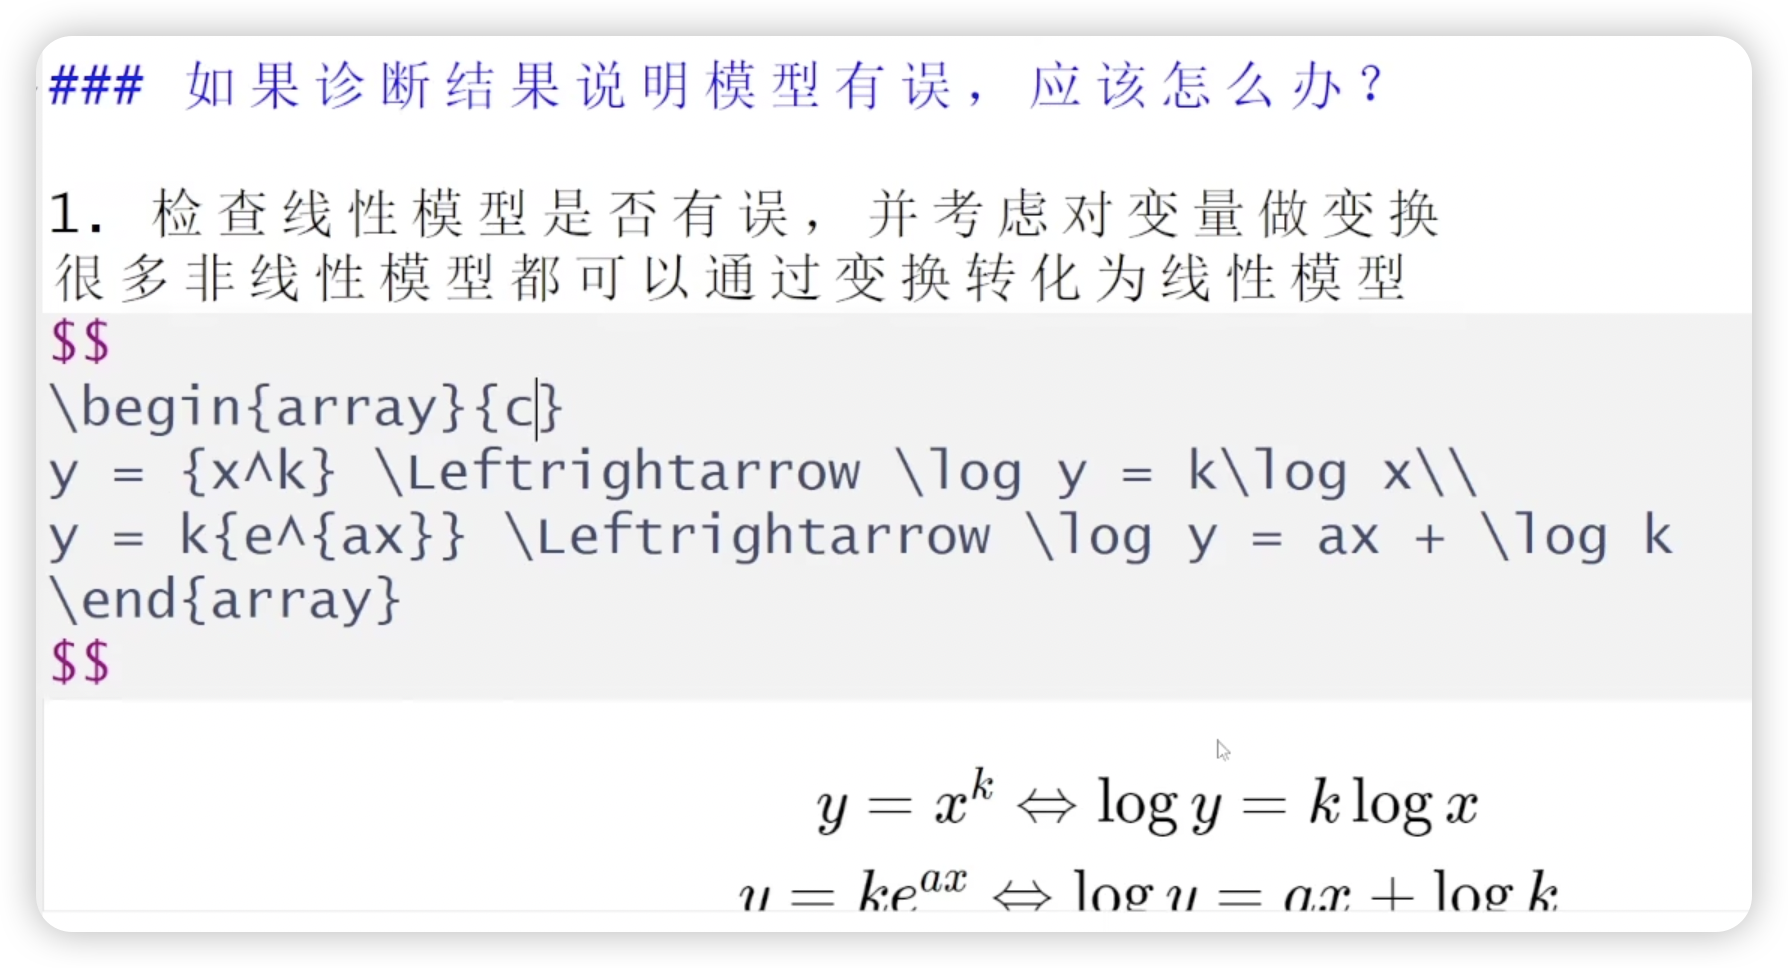 ### 如果诊断结果说明模型有误，应该怎么办？
1. 检查线性模型是否有误，并考虑对变量做变换
很多非线性模型都可以通过变换转化为线性模型
$$
\begin{array}{c}
y = {x^k} \Leftrightarrow \log y = k\log x\\
y = k{e^{ax}} \Leftrightarrow \log y = ax + \log k
\end{array}
$$
y = x^k ⇔ log y = k log x
y = ke^{ax} ⇔ log y = ax + log k